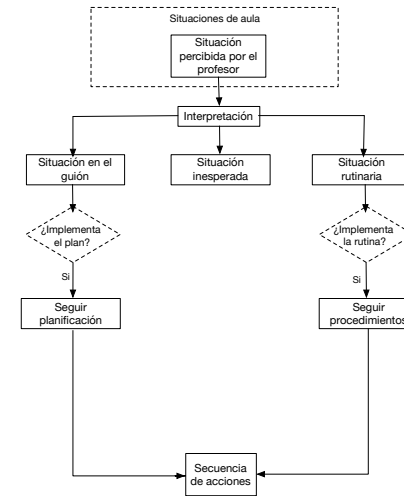 Situaciones de aula
Situación
percibida por el
profesor
Interpretación
Situación en el
guión
Situación
inesperada
Situación
rutinaria
¿Implementa
el plan?
¿Implementa
la rutina?
Si
Si
Seguir
planificación
Seguir
procedimientos
Secuencia
de acciones